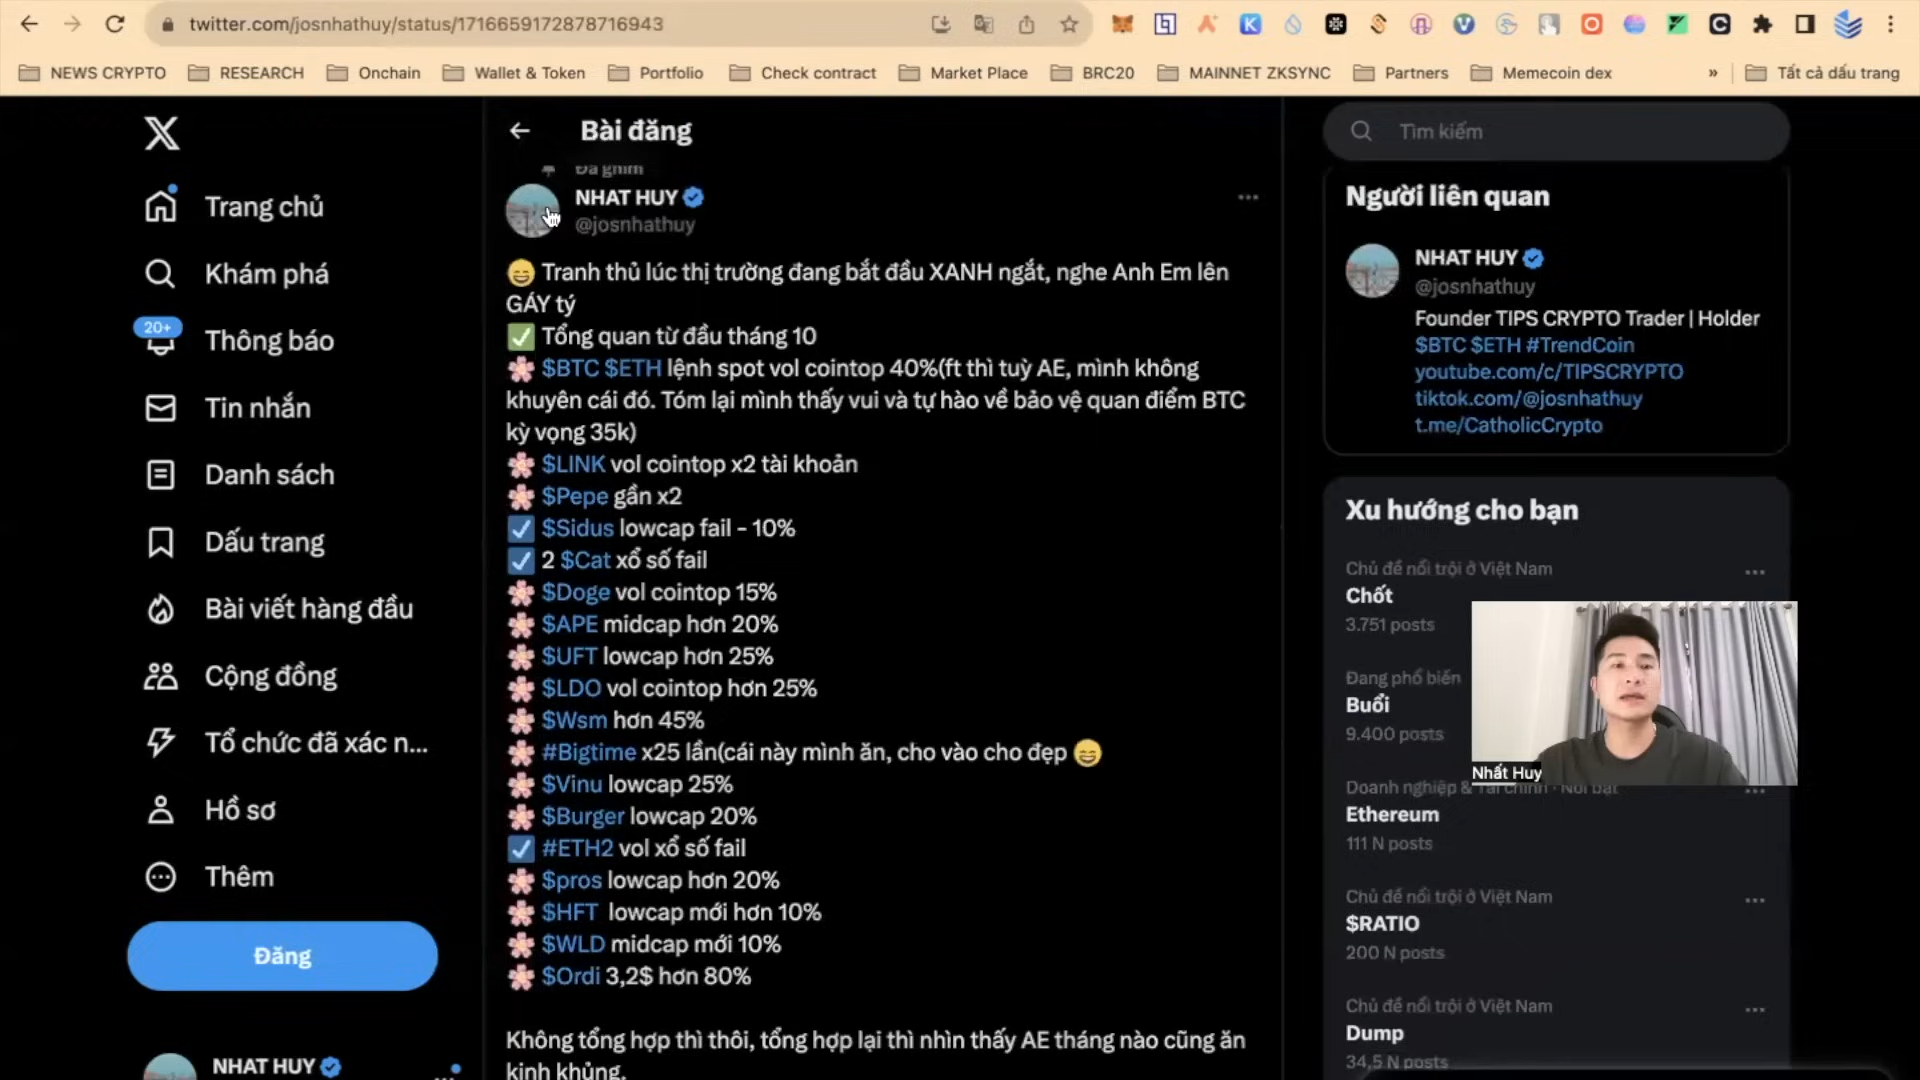 twitter.com/josnhathuy/status/1716659172878716943
NEWS CRYPTO
RESEARCH
Onchain
Wallet & Token
Portfolio
Check contract
Market Place
BRC20
MAINNET ZKSYNC
Partners
Memecoin dex
»
Tất cả dấu trang
Trang chủ
Khám phá
20+
Thông báo
Tin nhắn
Danh sách
Dấu trang
Bài viết hàng đầu
Cộng đồng
Tổ chức đã xác n...
Hồ sơ
Thêm
Đăng
NHAT HUY
Bài đăng
Đã ghim
NHAT HUY
@josnhathuy
Tranh thủ lúc thị trường đang bắt đầu XANH ngắt, nghe Anh Em lên
GÁY tý
Tổng quan từ đầu tháng 10
$BTC $ETH lệnh spot vol cointop 40%(ft thì tuỳ AE, mình không
khuyên cái đó. Tóm lại mình thấy vui và tự hào về bảo vệ quan điểm BTC
kỳ vọng 35k)
$LINK vol cointop x2 tài khoản
$Pepe gần x2
$Sidus lowcap fail - 10%
2 $Cat xổ số fail
$Doge vol cointop 15%
$APE midcap hơn 20%
$UFT lowcap hơn 25%
$LDO vol cointop hơn 25%
$Wsm hơn 45%
#Bigtime x25 lần(cái này mình ăn, cho vào cho đẹp
$Vinu lowcap 25%
$Burger lowcap 20%
#ETH2 vol xổ số fail
$pros lowcap hơn 20%
$HFT lowcap mới hơn 10%
$WLD midcap mới 10%
$Ordi 3,2$ hơn 80%
Không tổng hợp thì thôi, tổng hợp lại thì nhìn thấy AE tháng nào cũng ăn
kinh khủng.
Tìm kiếm
Người liên quan
NHAT HUY
@josnhathuy
Founder TIPS CRYPTO Trader | Holder
$BTC $ETH #TrendCoin
youtube.com/c/TIPSCRYPTO
tiktok.com/@josnhathuy
t.me/CatholicCrypto
Xu hướng cho bạn
Chủ đề nổi trội ở Việt Nam
Chốt
3.751 posts
Đang phổ biến
Buổi
9.400 posts
Nhất Huy
Doanh nghiệp & Tài chính · Nổi bật
Ethereum
111 N posts
Chủ đề nổi trội ở Việt Nam
$RATIO
200 N posts
Chủ đề nổi trội ở Việt Nam
Dump
34,5 N posts